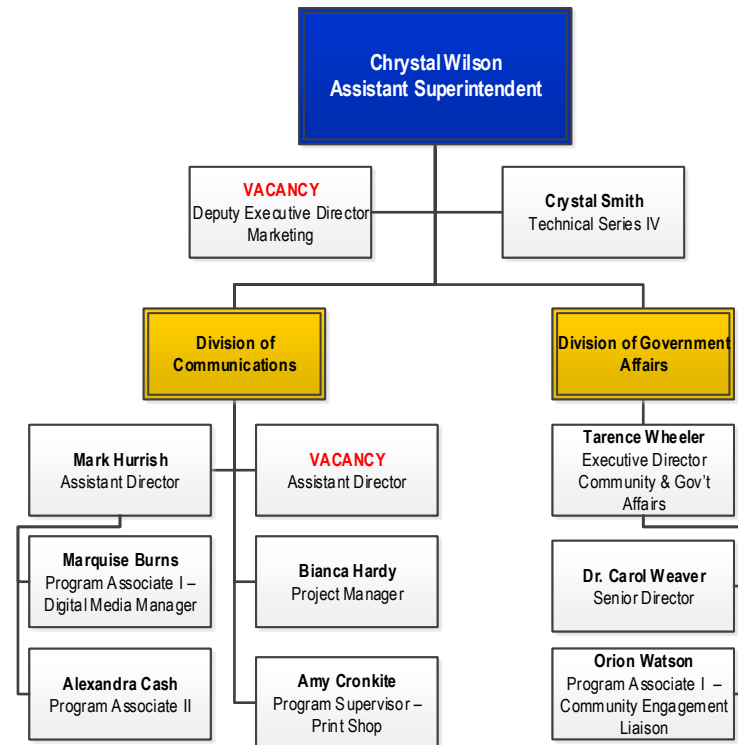 Chrystal Wilson
Assistant Superintendent
VACANCY
Deputy Executive Director
Marketing
Crystal Smith
Technical Series IV
Division of
Communications
Division of Government
Affairs
Mark Hurrish
Assistant Director
VACANCY
Assistant Director
Tarence Wheeler
Executive Director
Community & Gov't
Affairs
Marquise Burns
Program Associate I –
Digital Media Manager
Bianca Hardy
Project Manager
Dr. Carol Weaver
Senior Director
Alexandra Cash
Program Associate II
Amy Cronkite
Program Supervisor –
Print Shop
Orion Watson
Program Associate I –
Community Engagement
Liaison